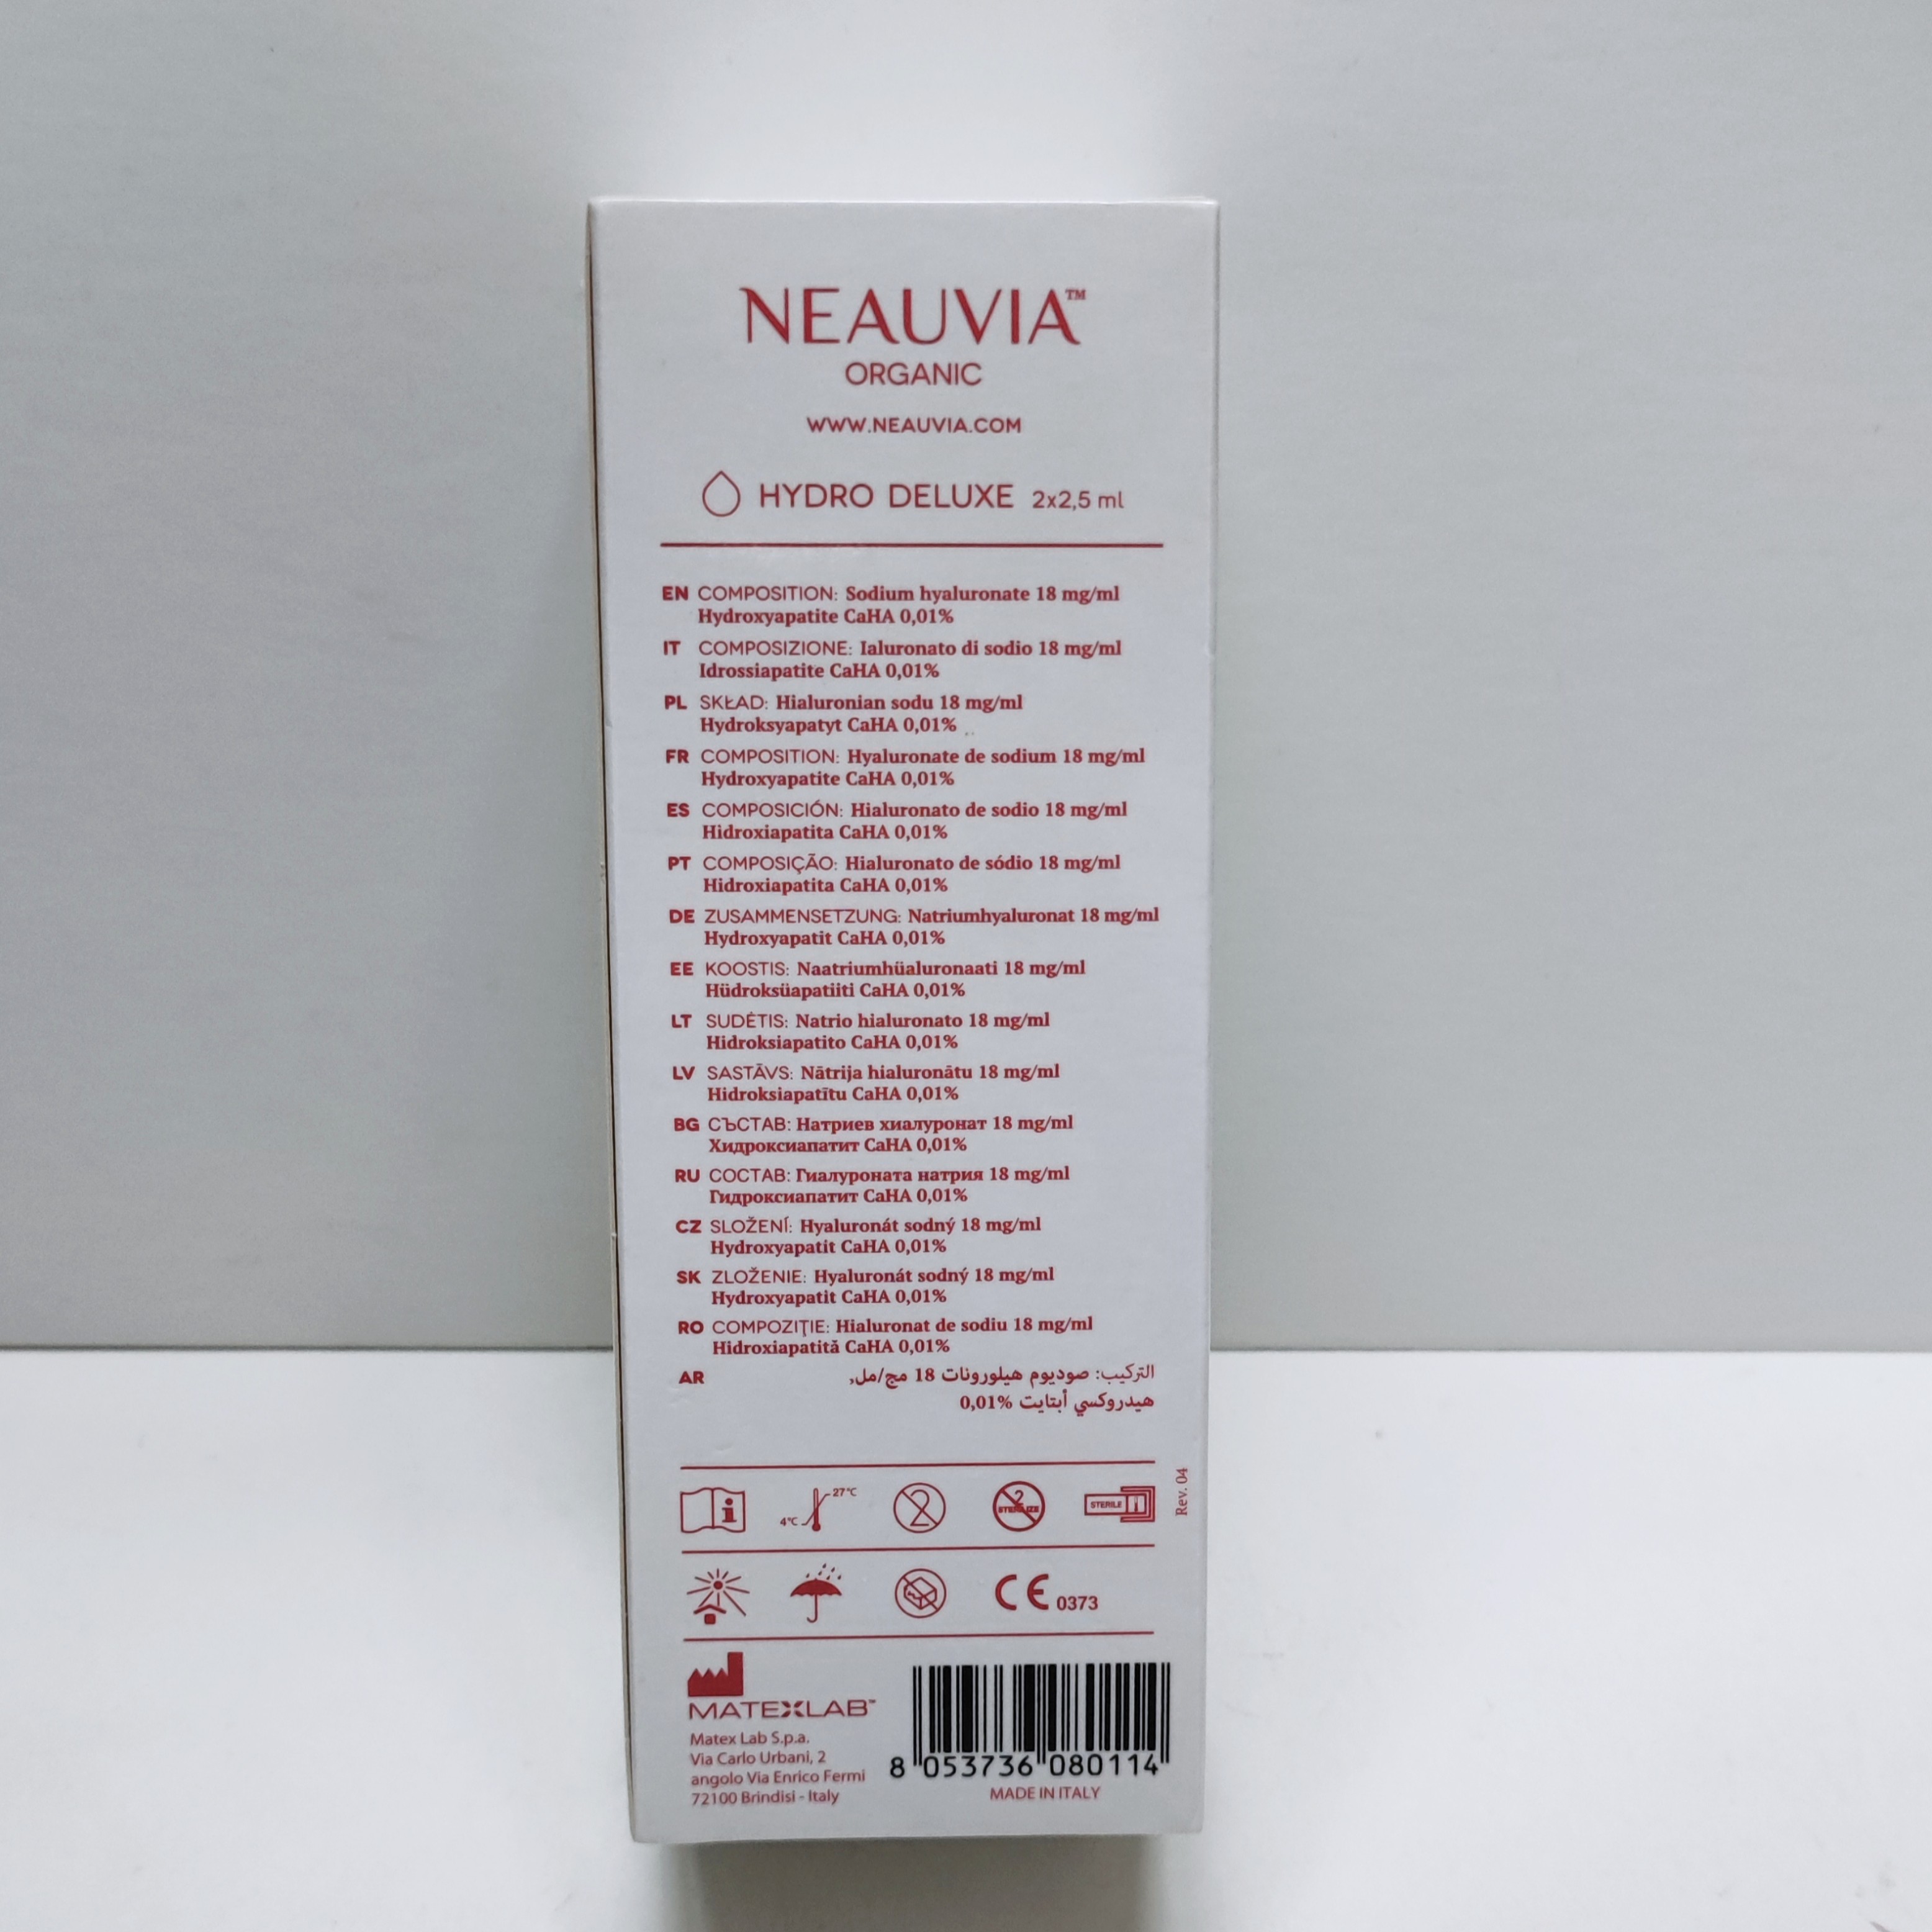 NEAUVIA™
ORGANIC
WWW.NEAUVIA.COM
HYDRO DELUXE 2x2,5 ml
EN COMPOSITION: Sodium hyaluronate 18 mg/ml
Hydroxyapatite CaHA 0,01%
IT COMPOSIZIONE: Ialuronato di sodio 18 mg/ml
Idrossiapatite CaHA 0,01%
PL SKŁAD: Hialuronian sodu 18 mg/ml
Hydroksyapatyt CaHA 0,01%
FR COMPOSITION: Hyaluronate de sodium 18 mg/ml
Hydroxyapatite CaHA 0,01%
ES COMPOSICIÓN: Hialuronato de sodio 18 mg/ml
Hidroxiapatita CaHA 0,01%
PT COMPOSIÇÃO: Hialuronato de sódio 18 mg/ml
Hidroxiapatita CaHA 0,01%
DE ZUSAMMENSETZUNG: Natriumhyaluronat 18 mg/ml
Hydroxyapatit CaHA 0,01%
EE KOOSTIS: Naatriumhüaluronaati 18 mg/ml
Hüdroksüapatiiti CaHA 0,01%
LT SUDĖTIS: Natrio hialuronato 18 mg/ml
Hidroksiapatito CaHA 0,01%
LV SASTĀVS: Nātrija hialuronātu 18 mg/ml
Hidroksiapatītu CaHA 0,01%
BG СЪСТАВ: Натриев хиалуронат 18 mg/ml
Хидроксиапатит CaHA 0,01%
RU СОСТАВ: Гиалуроната натрия 18 mg/ml
Гидроксиапатит CaHA 0,01%
CZ SLOŽENÍ: Hyaluronát sodný 18 mg/ml
Hydroxyapatit CaHA 0,01%
SK ZLOŽENIE: Hyaluronát sodný 18 mg/ml
Hydroxyapatit CaHA 0,01%
RO COMPOZIŢIE: Hialuronat de sodiu 18 mg/ml
Hidroxiapatită CaHA 0,01%
AR التركيب: صوديوم هيلورونات 18 مج/مل,
هيدروكسي أبتايت 0,01%
4°C 27°C 2 2 STERILIZE STERILE
Rev. 04
CE 0373
MATEXLAB™
Matex Lab S.p.a.
Via Carlo Urbani, 2
angolo Via Enrico Fermi
72100 Brindisi - Italy
8 053736 080114
MADE IN ITALY